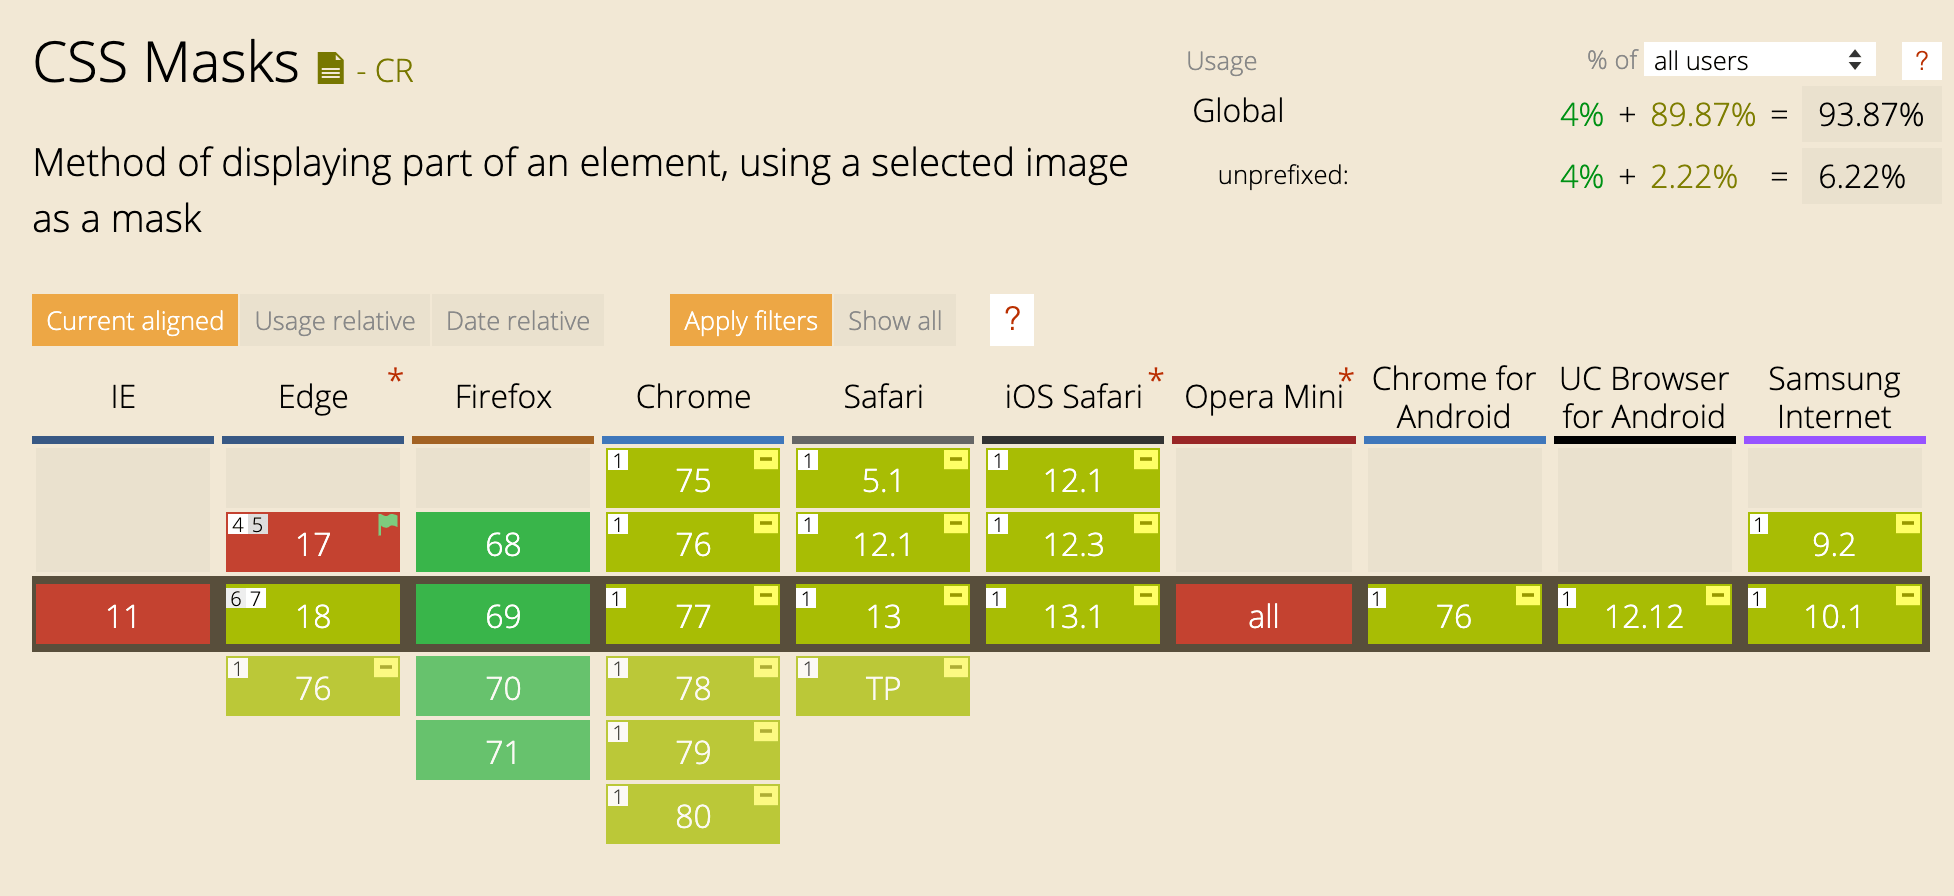 CSS Masks - CR
Usage % of all users ?
Global 4% + 89.87% = 93.87%
unprefixed: 4% + 2.22% = 6.22%
Method of displaying part of an element, using a selected image
as a mask
Current aligned Usage relative Date relative Apply filters Show all ?
IE Edge * Firefox Chrome Safari iOS Safari * Opera Mini * Chrome for Android UC Browser for Android Samsung Internet
1 75 1 5.1 1 12.1
4 5 17 68 1 76 1 12.1 1 12.3 1 9.2
11 6 7 18 69 1 77 1 13 1 13.1 all 1 76 1 12.12 1 10.1
1 76 70 1 78 1 TP
71 1 79
1 80